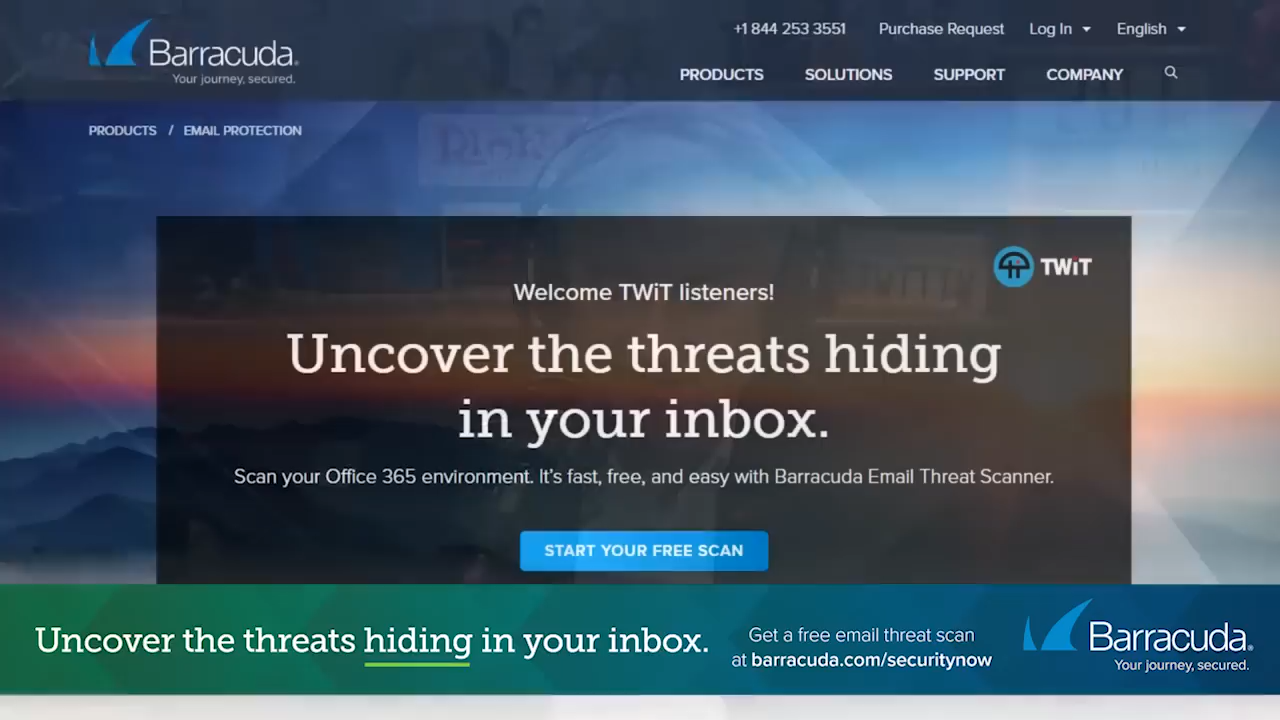 Barracuda.
Your journey, secured.
+1 844 253 3551 Purchase Request Log In English
PRODUCTS SOLUTIONS SUPPORT COMPANY
PRODUCTS / EMAIL PROTECTION
TWiT
Welcome TWiT listeners!
Uncover the threats hiding
in your inbox.
Scan your Office 365 environment. It's fast, free, and easy with Barracuda Email Threat Scanner.
START YOUR FREE SCAN
Uncover the threats hiding in your inbox.
Get a free email threat scan
at barracuda.com/securitynow
Barracuda.
Your journey, secured.